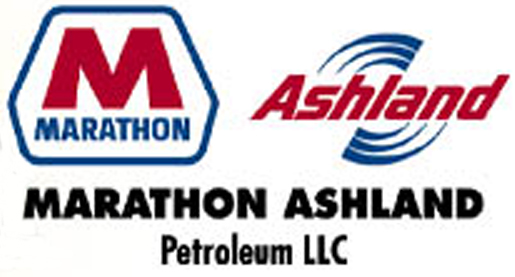 M
MARATHON
Ashland
MARATHON ASHLAND
Petroleum LLC